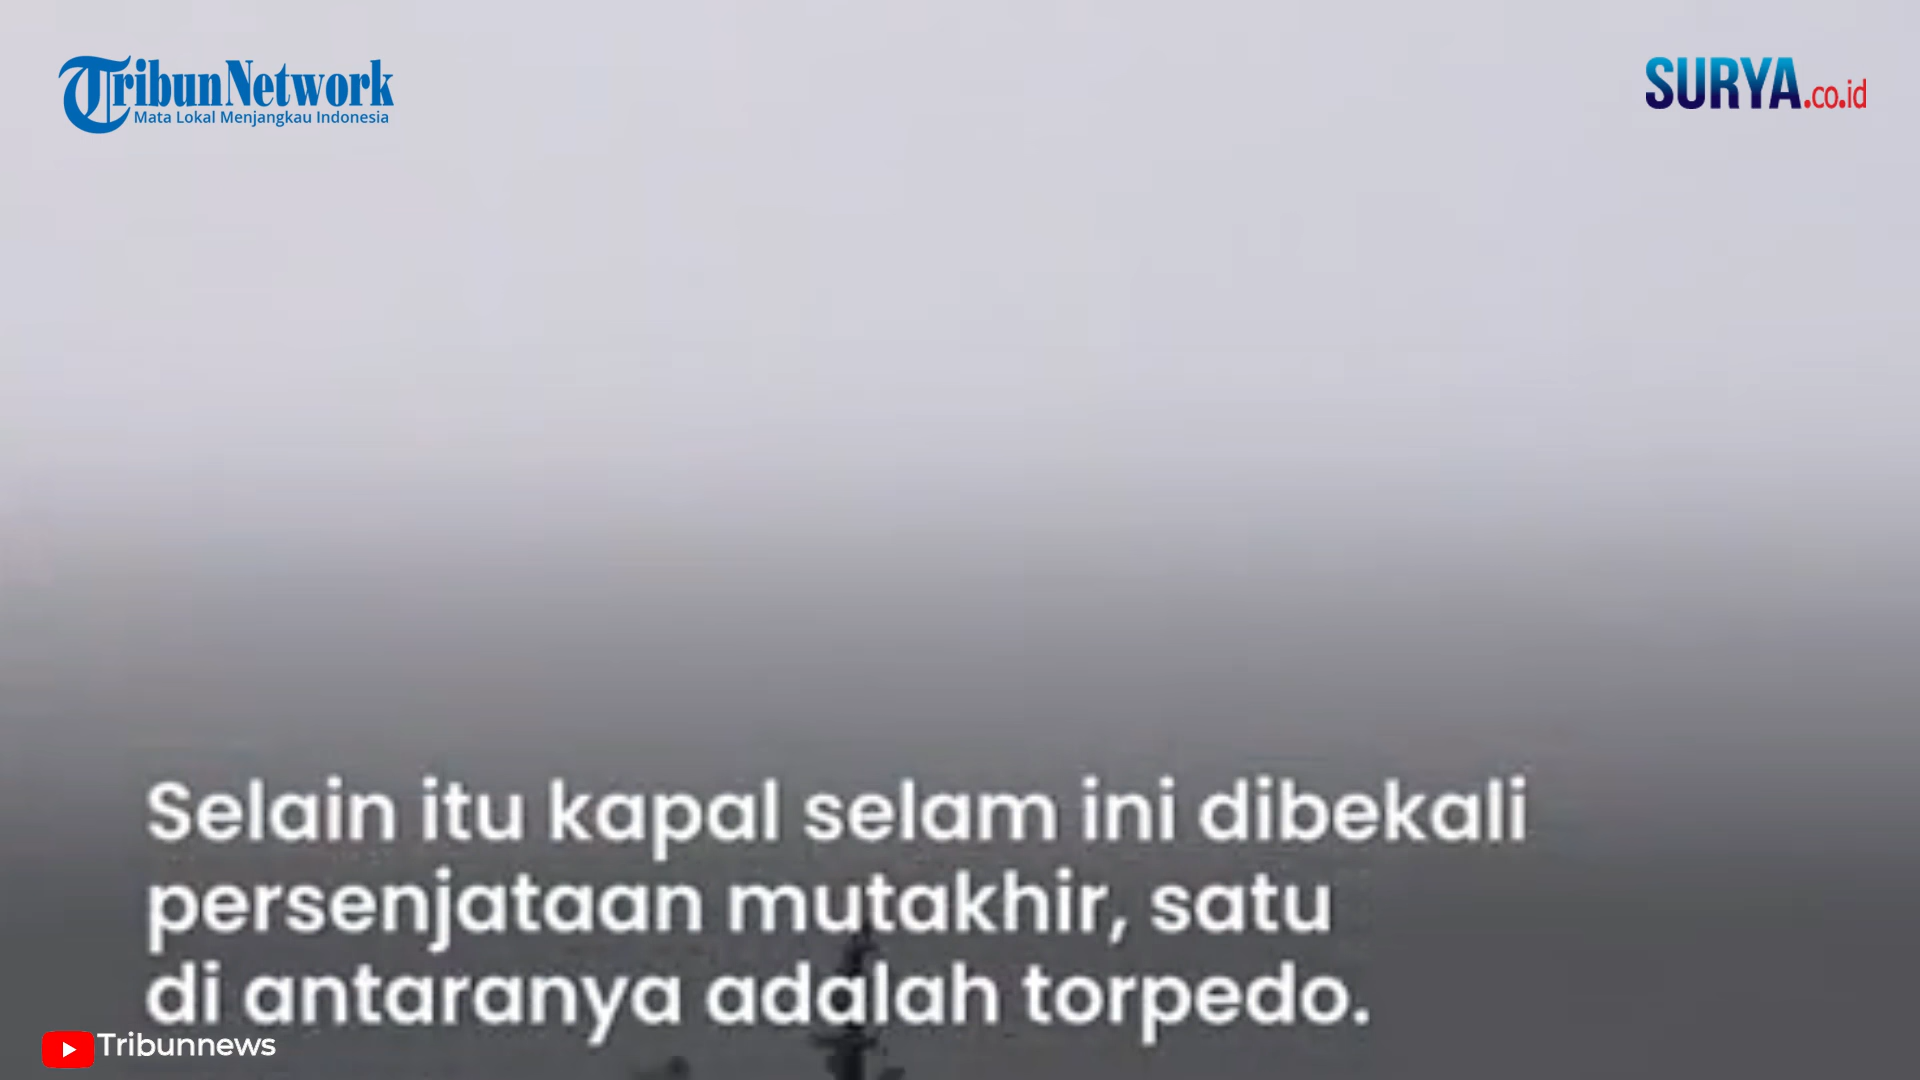 TribunNetwork
Mata Lokal Menjangkau Indonesia
SURYA.co.id
Selain itu kapal selam ini dibekali
persenjataan mutakhir, satu
di antaranya adalah torpedo.
Tribunnews